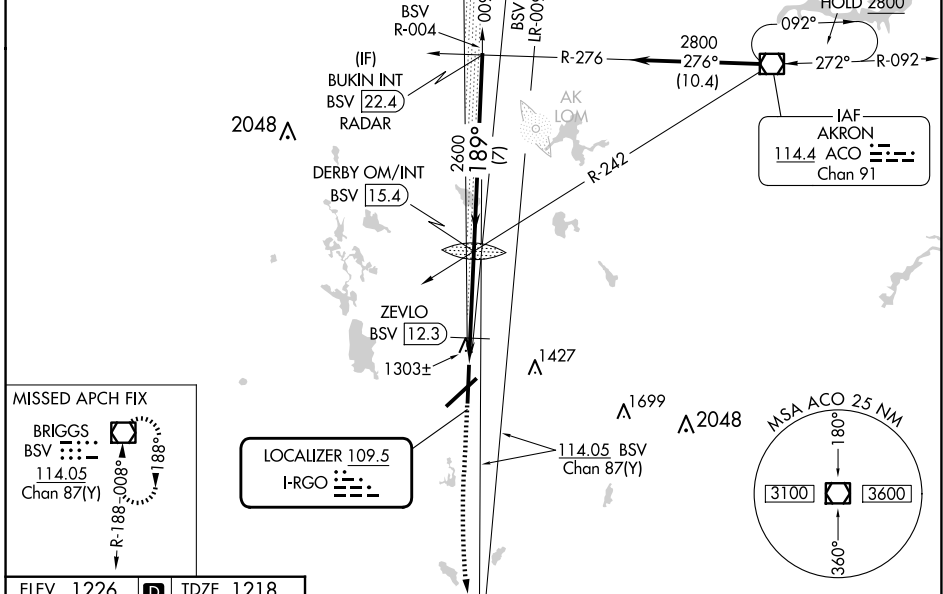 BSV
R-004
009
BSV
LR-009
HOLD 2800
092°
272°
R-092
R-276
2800
276°
(10.4)
(IF)
BUKIN INT
BSV 22.4
RADAR
AK
LOM
2048
2600
189°
(7)
IAF
AKRON
114.4 ACO
Chan 91
DERBY OM/INT
BSV 15.4
R-242
ZEVLO
BSV 12.3
1303±
1427
1699
2048
MISSED APCH FIX
BRIGGS
BSV
114.05
Chan 87(Y)
188°
R-188-008°
LOCALIZER 109.5
I-RGO
114.05 BSV
Chan 87(Y)
MSA ACO 25 NM
180°
3100
3600
360°
ELEV 1226 D TDZE 1218